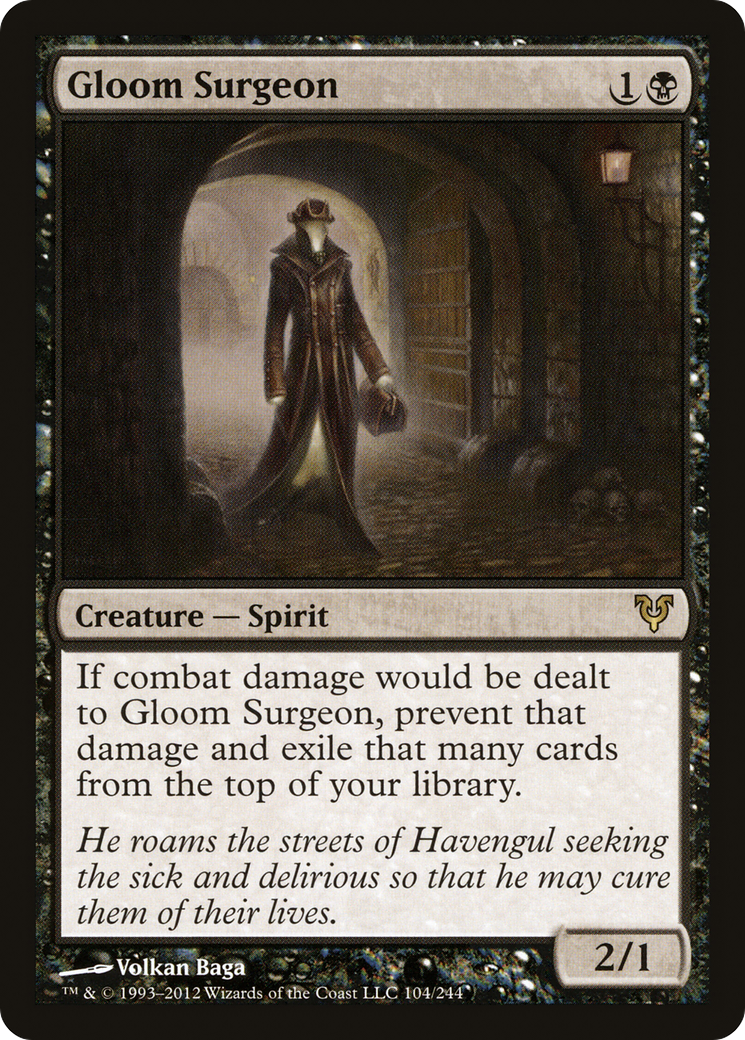 Gloom Surgeon 1
Creature — Spirit
If combat damage would be dealt
to Gloom Surgeon, prevent that
damage and exile that many cards
from the top of your library.
He roams the streets of Havengul seeking
the sick and delirious so that he may cure
them of their lives.
2/1
Volkan Baga
™ & © 1993–2012 Wizards of the Coast LLC 104/244